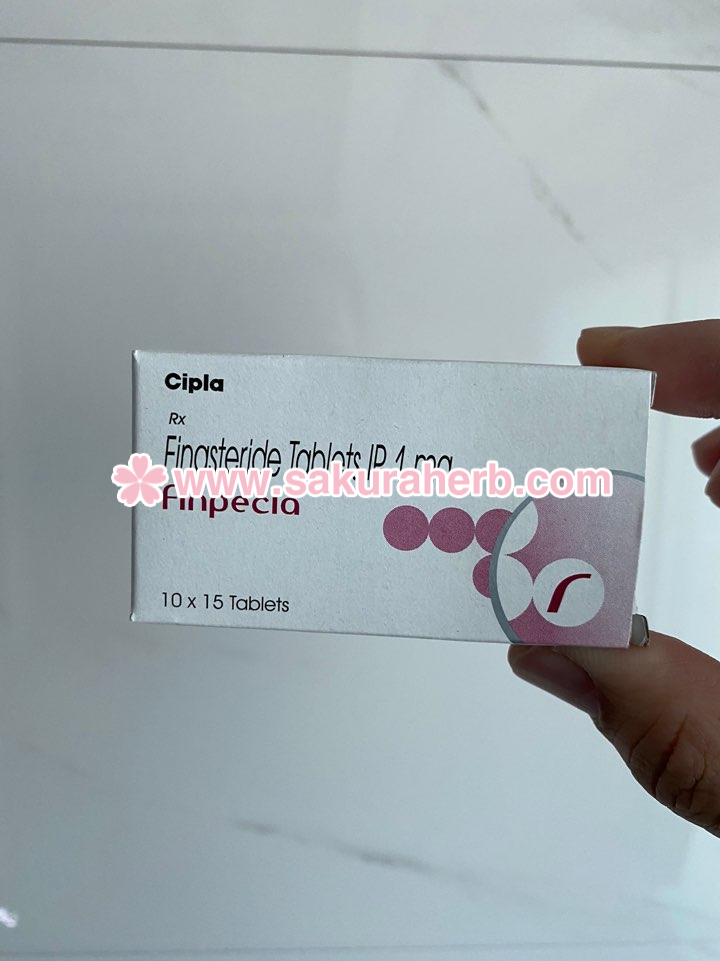 Cipla
Rx
Finasteride Tablets IP 1 mg
www.sakuraherb.com
Finpecia
10 x 15 Tablets